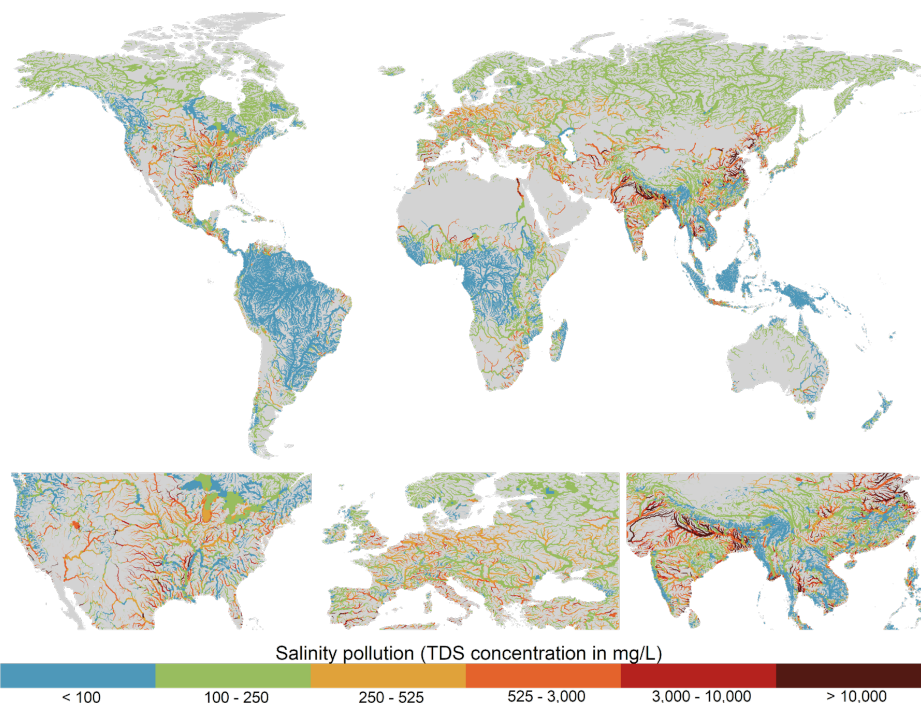 Salinity pollution (TDS concentration in mg/L)
< 100 100 - 250 250 - 525 525 - 3.000 3,000 - 10,000 > 10,000